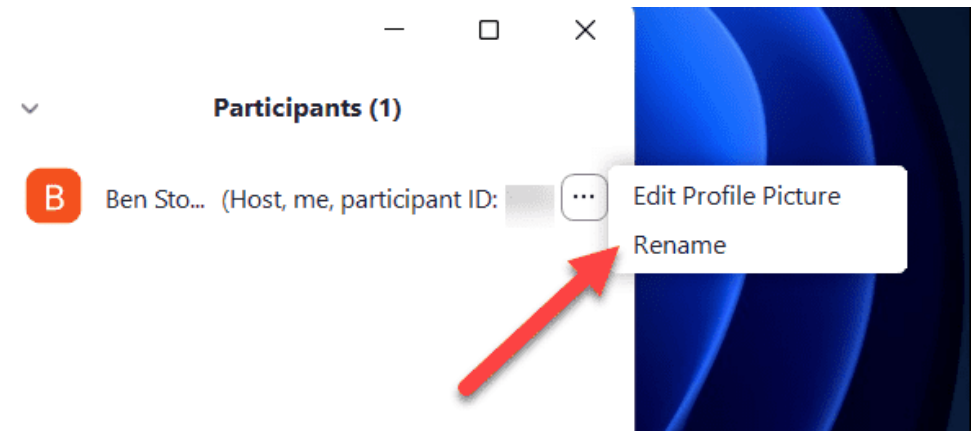 Participants (1)
B
Ben Sto... (Host, me, participant ID:
...
Edit Profile Picture
Rename